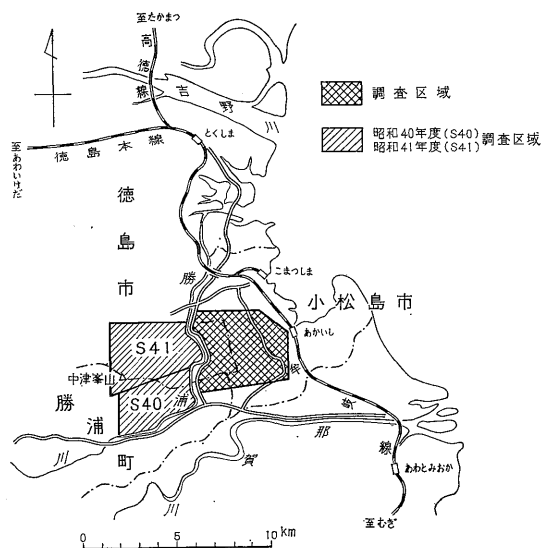 至たかまつ
高徳線
吉野川
調査区域
昭和40年度(S40)
昭和41年度(S41)
調査区域
とくしま
徳島本線
至あわいけだ
徳島市
勝浦川
こまつしま
小松島市
あかいし
S41
中津峯山
S40
勝浦町
那賀川
牟岐線
あわとみおか
至むぎ
0 5 10km